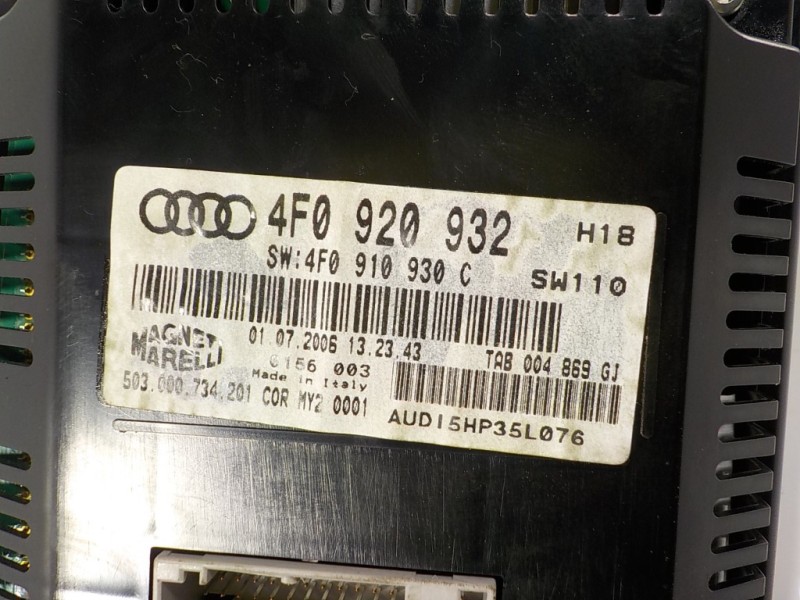 4F0 920 932 H18
SW:4F0 910 930 C SW110
MAGNETI MARELLI
01.07.2006 13.23.43 TAB 004 869 GJ
6156 003
Made in Italy
503.000.734.201 COR MY2 0001
AUDI5HP35L076